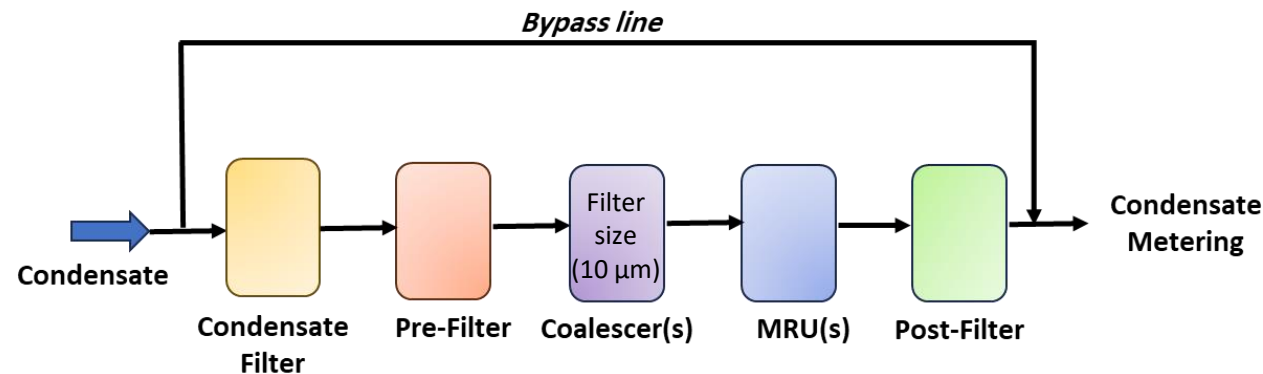 Bypass line
Condensate
Condensate
Filter
Pre-Filter
Filter
size
(10 µm)
Coalescer(s)
MRU(s)
Post-Filter
Condensate
Metering